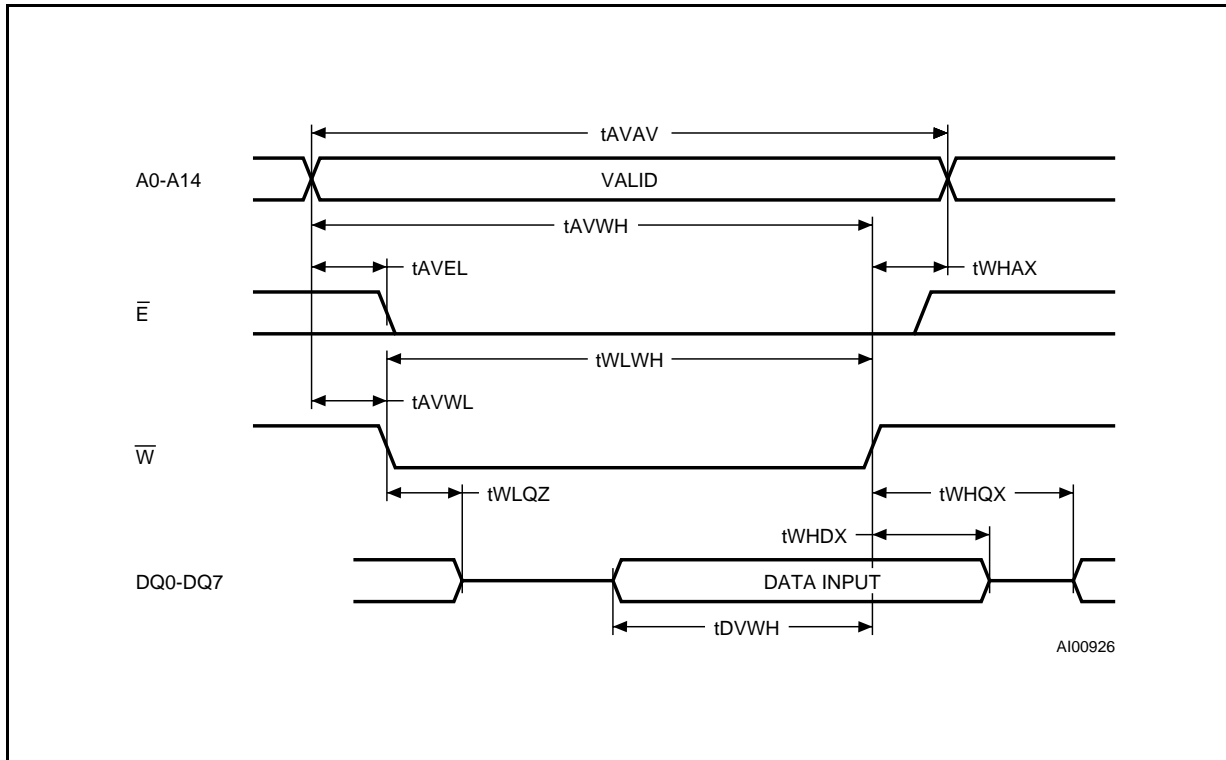 tAVAV
A0-A14 VALID
tAVWH
tAVEL tWHAX
E̅
tWLWH
tAVWL
W̅
tWLQZ tWHQX
tWHDX
DQ0-DQ7 DATA INPUT
tDVWH
AI00926